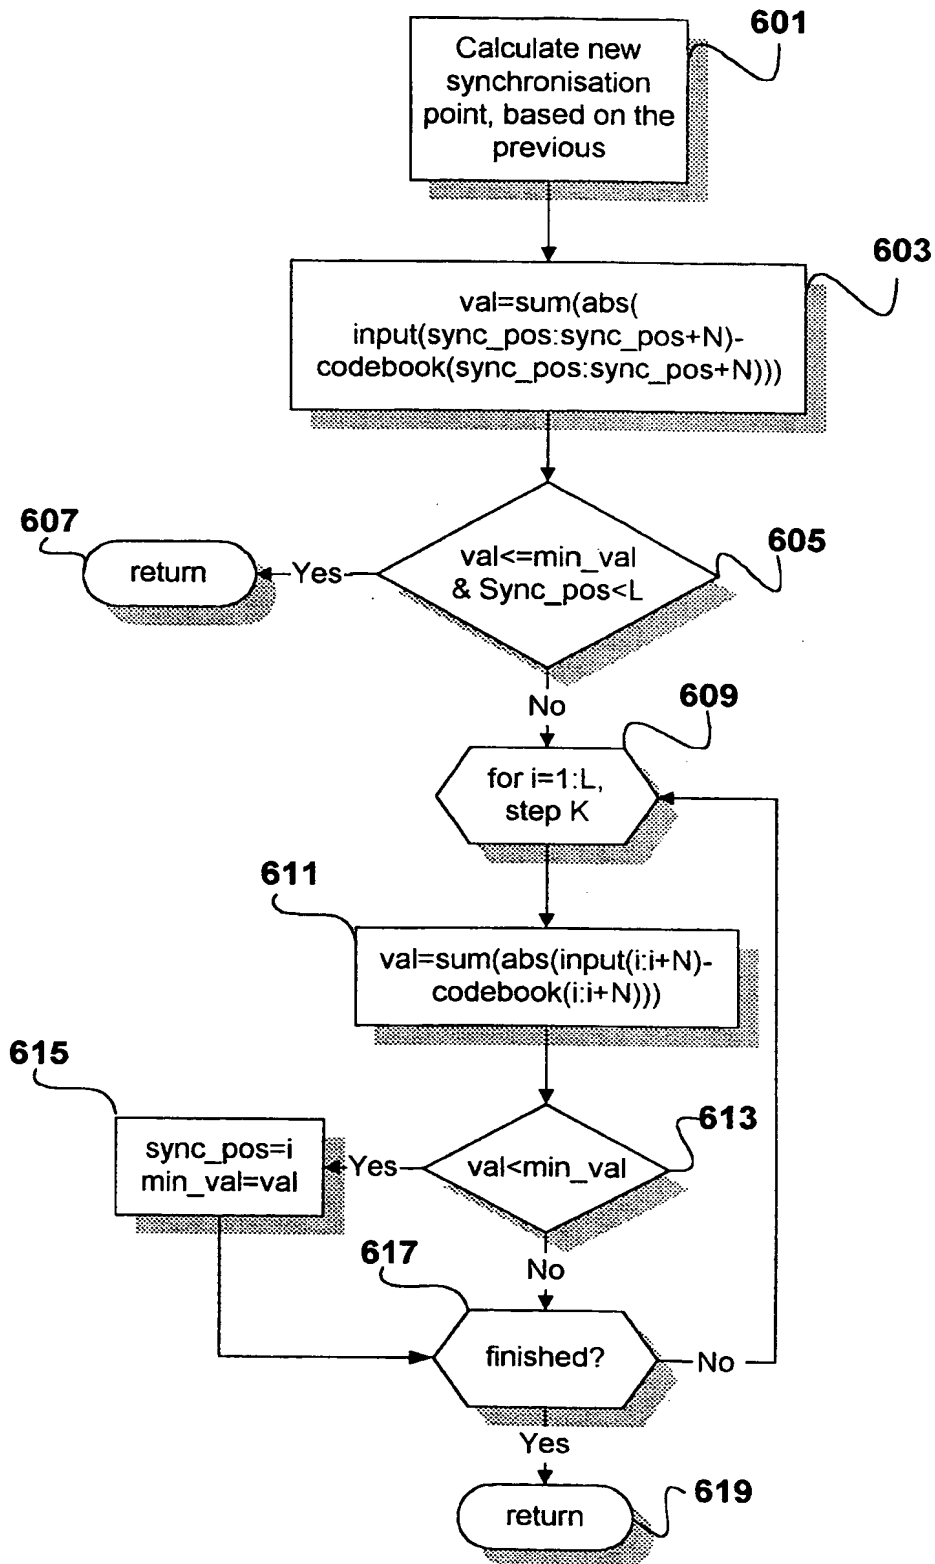 601
Calculate new
synchronisation
point, based on the
previous
603
val=sum(abs(
input(sync_pos:sync_pos+N)-
codebook(sync_pos:sync_pos+N)))
607
return
Yes
val<=min_val
& Sync_pos<L
605
No
609
for i=1:L,
step K
611
val=sum(abs(input(i:i+N)-
codebook(i:i+N)))
615
sync_pos=i
min_val=val
Yes
val<min_val
613
No
617
finished?
No
Yes
return
619